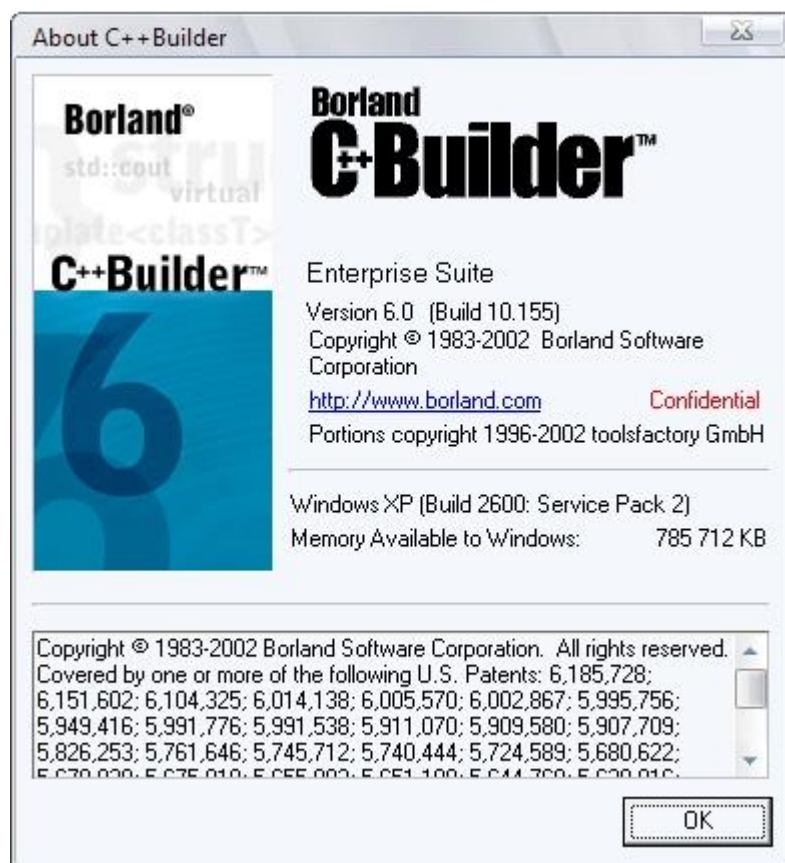 About C++Builder
Borland®
std::cout
struc
virtual
plate<classT>
C++Builder™
6
Borland
C++Builder™
Enterprise Suite
Version 6.0 (Build 10.155)
Copyright © 1983-2002 Borland Software
Corporation
http://www.borland.com Confidential
Portions copyright 1996-2002 toolsfactory GmbH
Windows XP (Build 2600: Service Pack 2)
Memory Available to Windows: 785 712 KB
Copyright © 1983-2002 Borland Software Corporation. All rights reserved.
Covered by one or more of the following U.S. Patents: 6,185,728;
6,151,602; 6,104,325; 6,014,138; 6,005,570; 6,002,867; 5,995,756;
5,949,416; 5,991,776; 5,991,538; 5,911,070; 5,909,580; 5,907,709;
5,826,253; 5,761,646; 5,745,712; 5,740,444; 5,724,589; 5,680,622;
OK